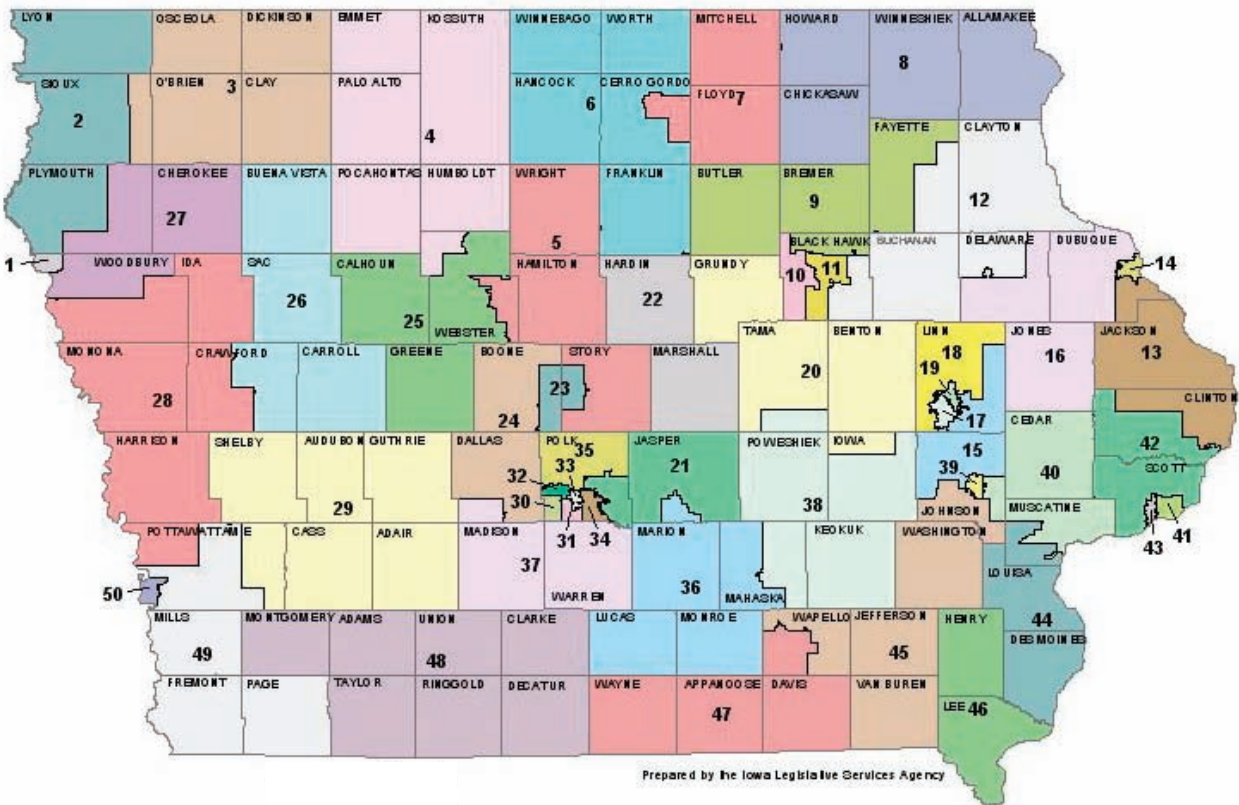 LYON OSCEOLA DICKINSON EMMET KOSSUTH WINNEBAGO WORTH MITCHELL HOWARD WINNESHIEK ALLAMAKEE
8
SIOUX O'BRIEN 3 CLAY PALO ALTO HANCOCK CERRO GORDO
6 FLOYD 7 CHICKASAW
2
4 FAYETTE CLAYTON
PLYMOUTH CHEROKEE BUENA VISTA POCAHONTAS HUMBOLDT WRIGHT FRANKLIN BUTLER BREMER
9 12
27
5 BLACK HAWK BUCHANAN DELAWARE DUBUQUE
1 WOODBURY IDA SAC CALHOUN HAMILTON HARDIN GRUNDY 10 11 14
26 25 22
WEBSTER TAMA BENTON LINN JONES JACKSON
MONONA CRAWFORD CARROLL GREENE BOONE STORY MARSHALL 20 18 16 13
19
23
28 24 17 CLINTON
HARRISON SHELBY AUDUBON GUTHRIE DALLAS POLK 35 JASPER POWESHIEK IOWA CEDAR
33 15 42
32 21 39 40 SCOTT
29 30 38 JOHNSON MUSCATINE
POTTAWATTAMIE CASS ADAIR MADISON 31 34 MARION KEOKUK WASHINGTON 43 41
37 LOUISA
50 WARREN 36 MAHASKA
MILLS MONTGOMERY ADAMS UNION CLARKE LUCAS MONROE WAPELLO JEFFERSON HENRY 44
DES MOINES
49 48 45
FREMONT PAGE TAYLOR RINGGOLD DECATUR WAYNE APPANOOSE DAVIS VAN BUREN
47 LEE 46
Prepared by the Iowa Legislative Services Agency